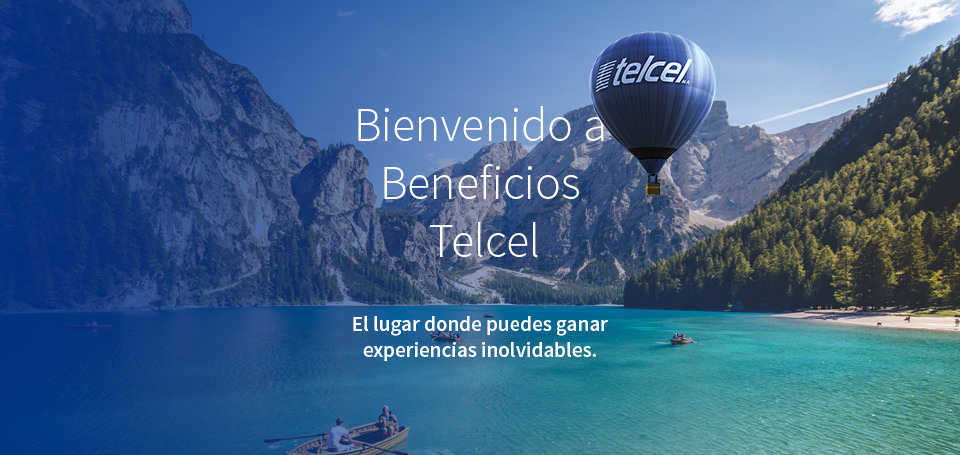 telcel
Bienvenido a
Beneficios
Telcel
El lugar donde puedes ganar
experiencias inolvidables.